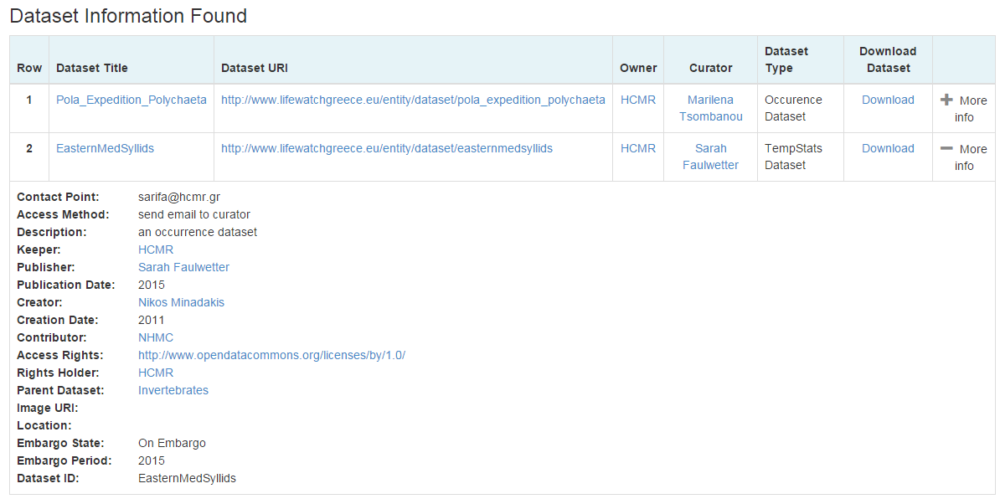 Dataset Information Found
Row Dataset Title Dataset URI Owner Curator Dataset Type Download Dataset
1 Pola_Expedition_Polychaeta http://www.lifewatchgreece.eu/entity/dataset/pola_expedition_polychaeta HCMR Marilena Tsombanou Occurence Dataset Download More info
2 EasternMedSyllids http://www.lifewatchgreece.eu/entity/dataset/easternmedsyllids HCMR Sarah Faulwetter TempStats Dataset Download More info
Contact Point: sarifa@hcmr.gr
Access Method: send email to curator
Description: an occurrence dataset
Keeper: HCMR
Publisher: Sarah Faulwetter
Publication Date: 2015
Creator: Nikos Minadakis
Creation Date: 2011
Contributor: NHMC
Access Rights: http://www.opendatacommons.org/licenses/by/1.0/
Rights Holder: HCMR
Parent Dataset: Invertebrates
Image URI:
Location:
Embargo State: On Embargo
Embargo Period: 2015
Dataset ID: EasternMedSyllids